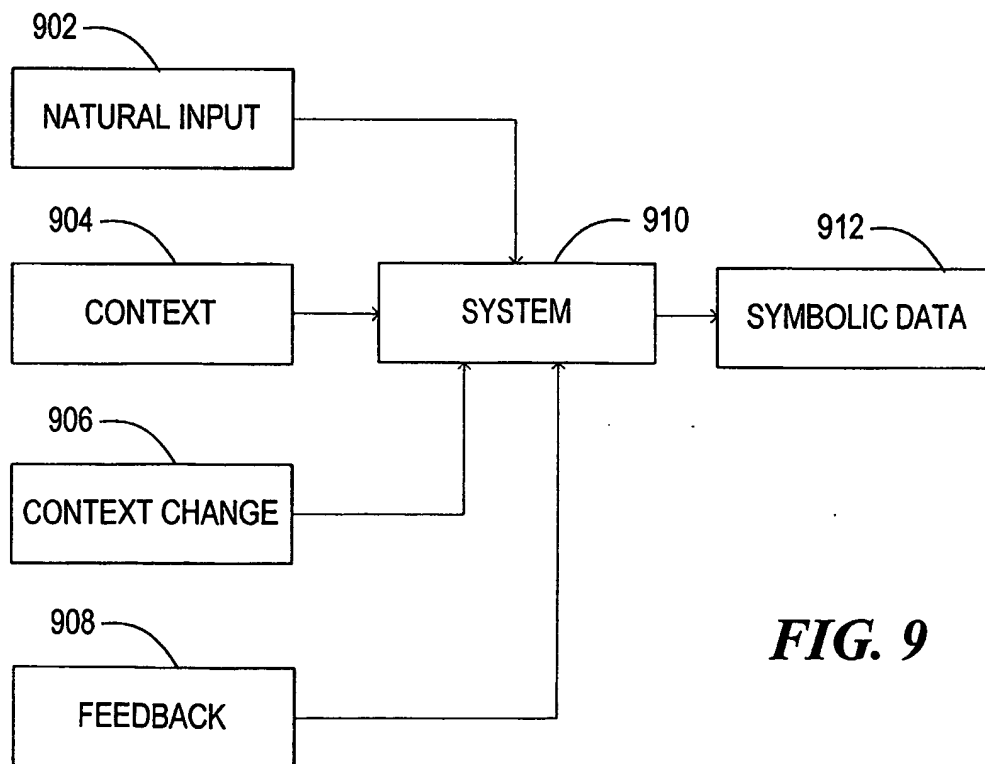 902
NATURAL INPUT
904
CONTEXT
910
SYSTEM
912
SYMBOLIC DATA
906
CONTEXT CHANGE
908
FEEDBACK
FIG. 9